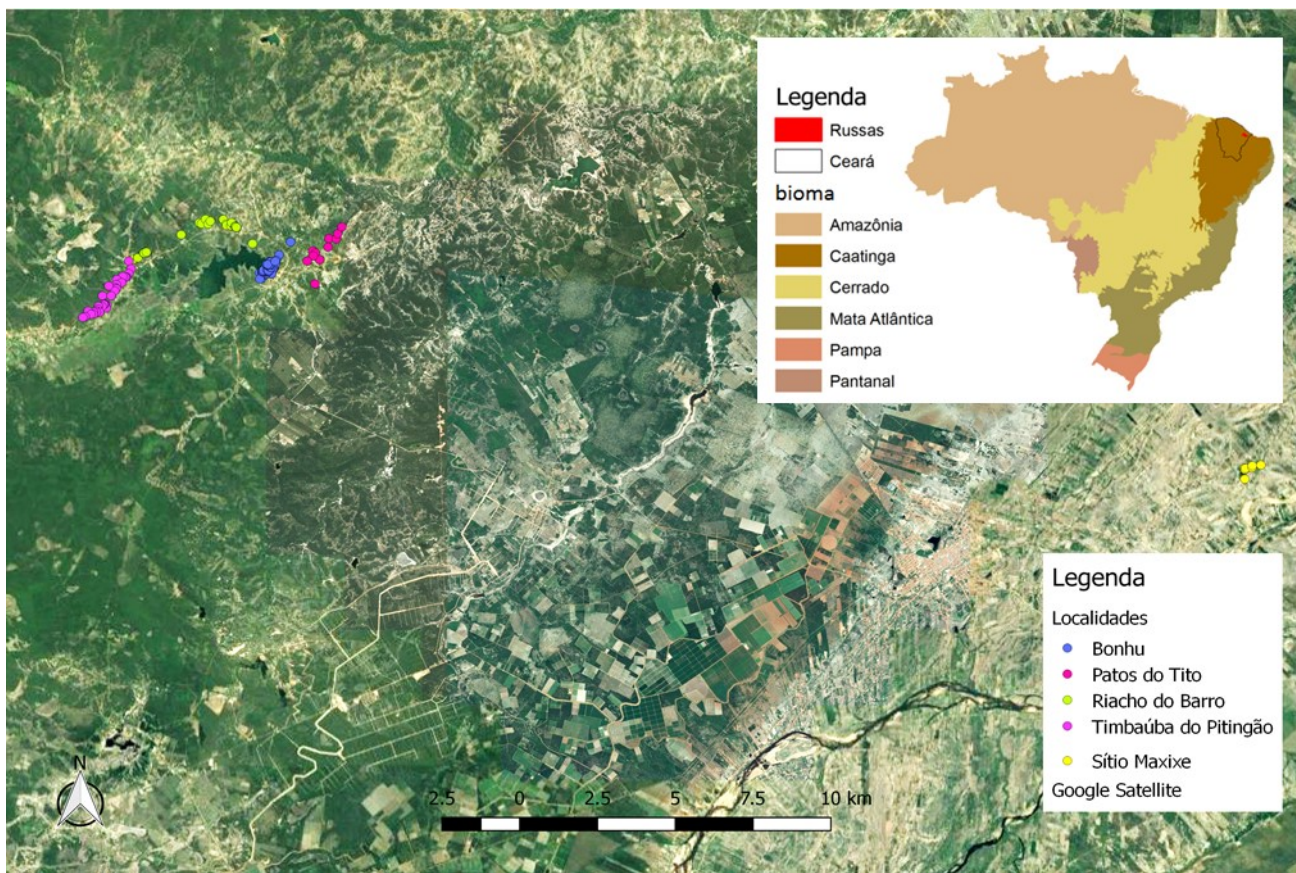 Legenda
Russas
Ceará
bioma
Amazônia
Caatinga
Cerrado
Mata Atlântica
Pampa
Pantanal
Legenda
Localidades
Bonhu
Patos do Tito
Riacho do Barro
Timbaúba do Pitingão
Sítio Maxixe
Google Satellite
N
2.5 0 2.5 5 7.5 10 km